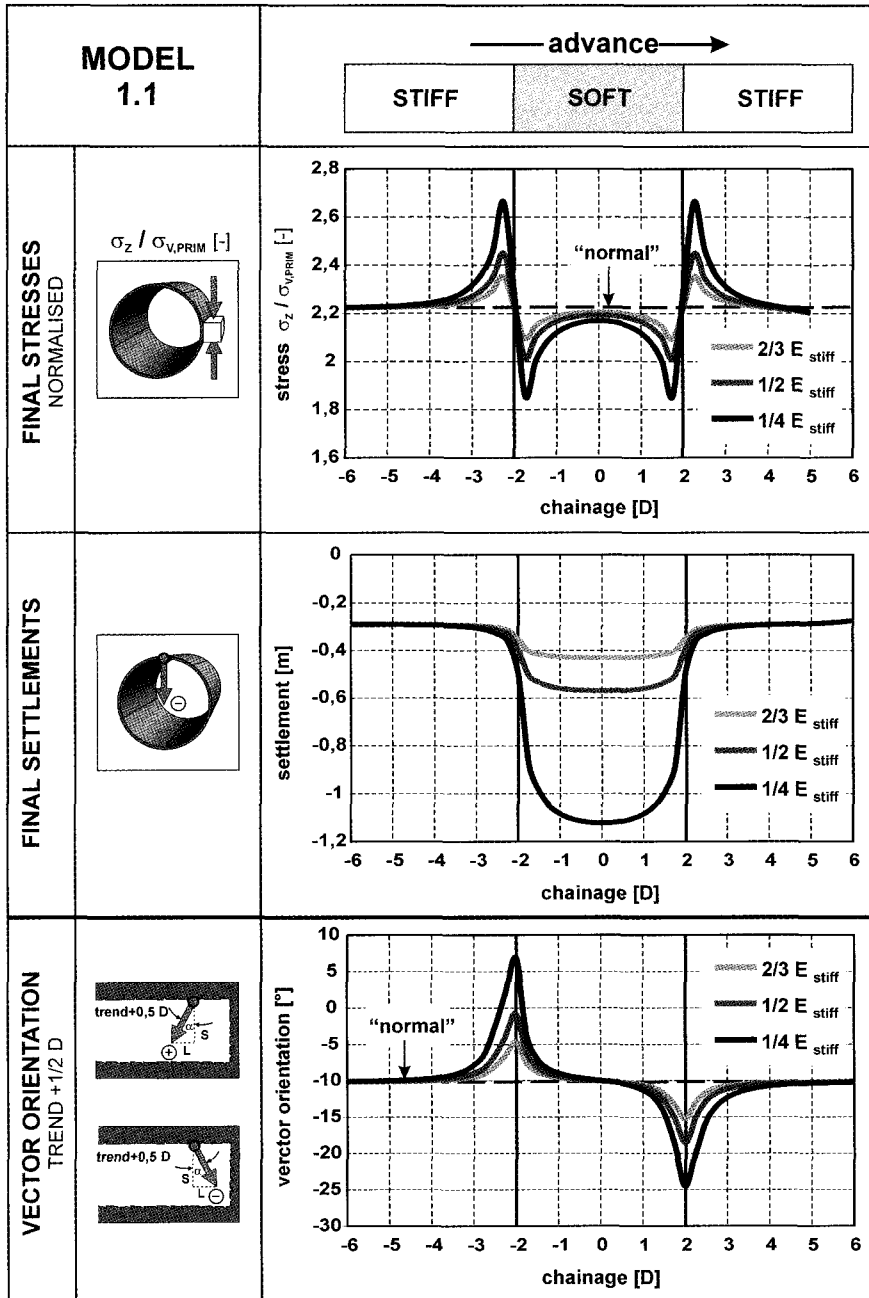 MODEL
1.1
advance
STIFF
SOFT
STIFF
FINAL STRESSES
NORMALISED
σZ / σV,PRIM [-]
stress σZ / σV,PRIM [-]
2,8
2,6
2,4
2,2
2
1,8
1,6
"normal"
2/3 E stiff
1/2 E stiff
1/4 E stiff
-6 -5 -4 -3 -2 -1 0 1 2 3 4 5 6
chainage [D]
FINAL SETTLEMENTS
settlement [m]
0
-0,2
-0,4
-0,6
-0,8
-1
-1,2
2/3 E stiff
1/2 E stiff
1/4 E stiff
-6 -5 -4 -3 -2 -1 0 1 2 3 4 5 6
chainage [D]
VECTOR ORIENTATION
TREND +1/2 D
trend+0,5 D
α
S
L
+
trend+0,5 D
α
S
L
verctor orientation [°]
10
5
0
-5
-10
-15
-20
-25
-30
"normal"
2/3 E stiff
1/2 E stiff
1/4 E stiff
-6 -5 -4 -3 -2 -1 0 1 2 3 4 5 6
chainage [D]